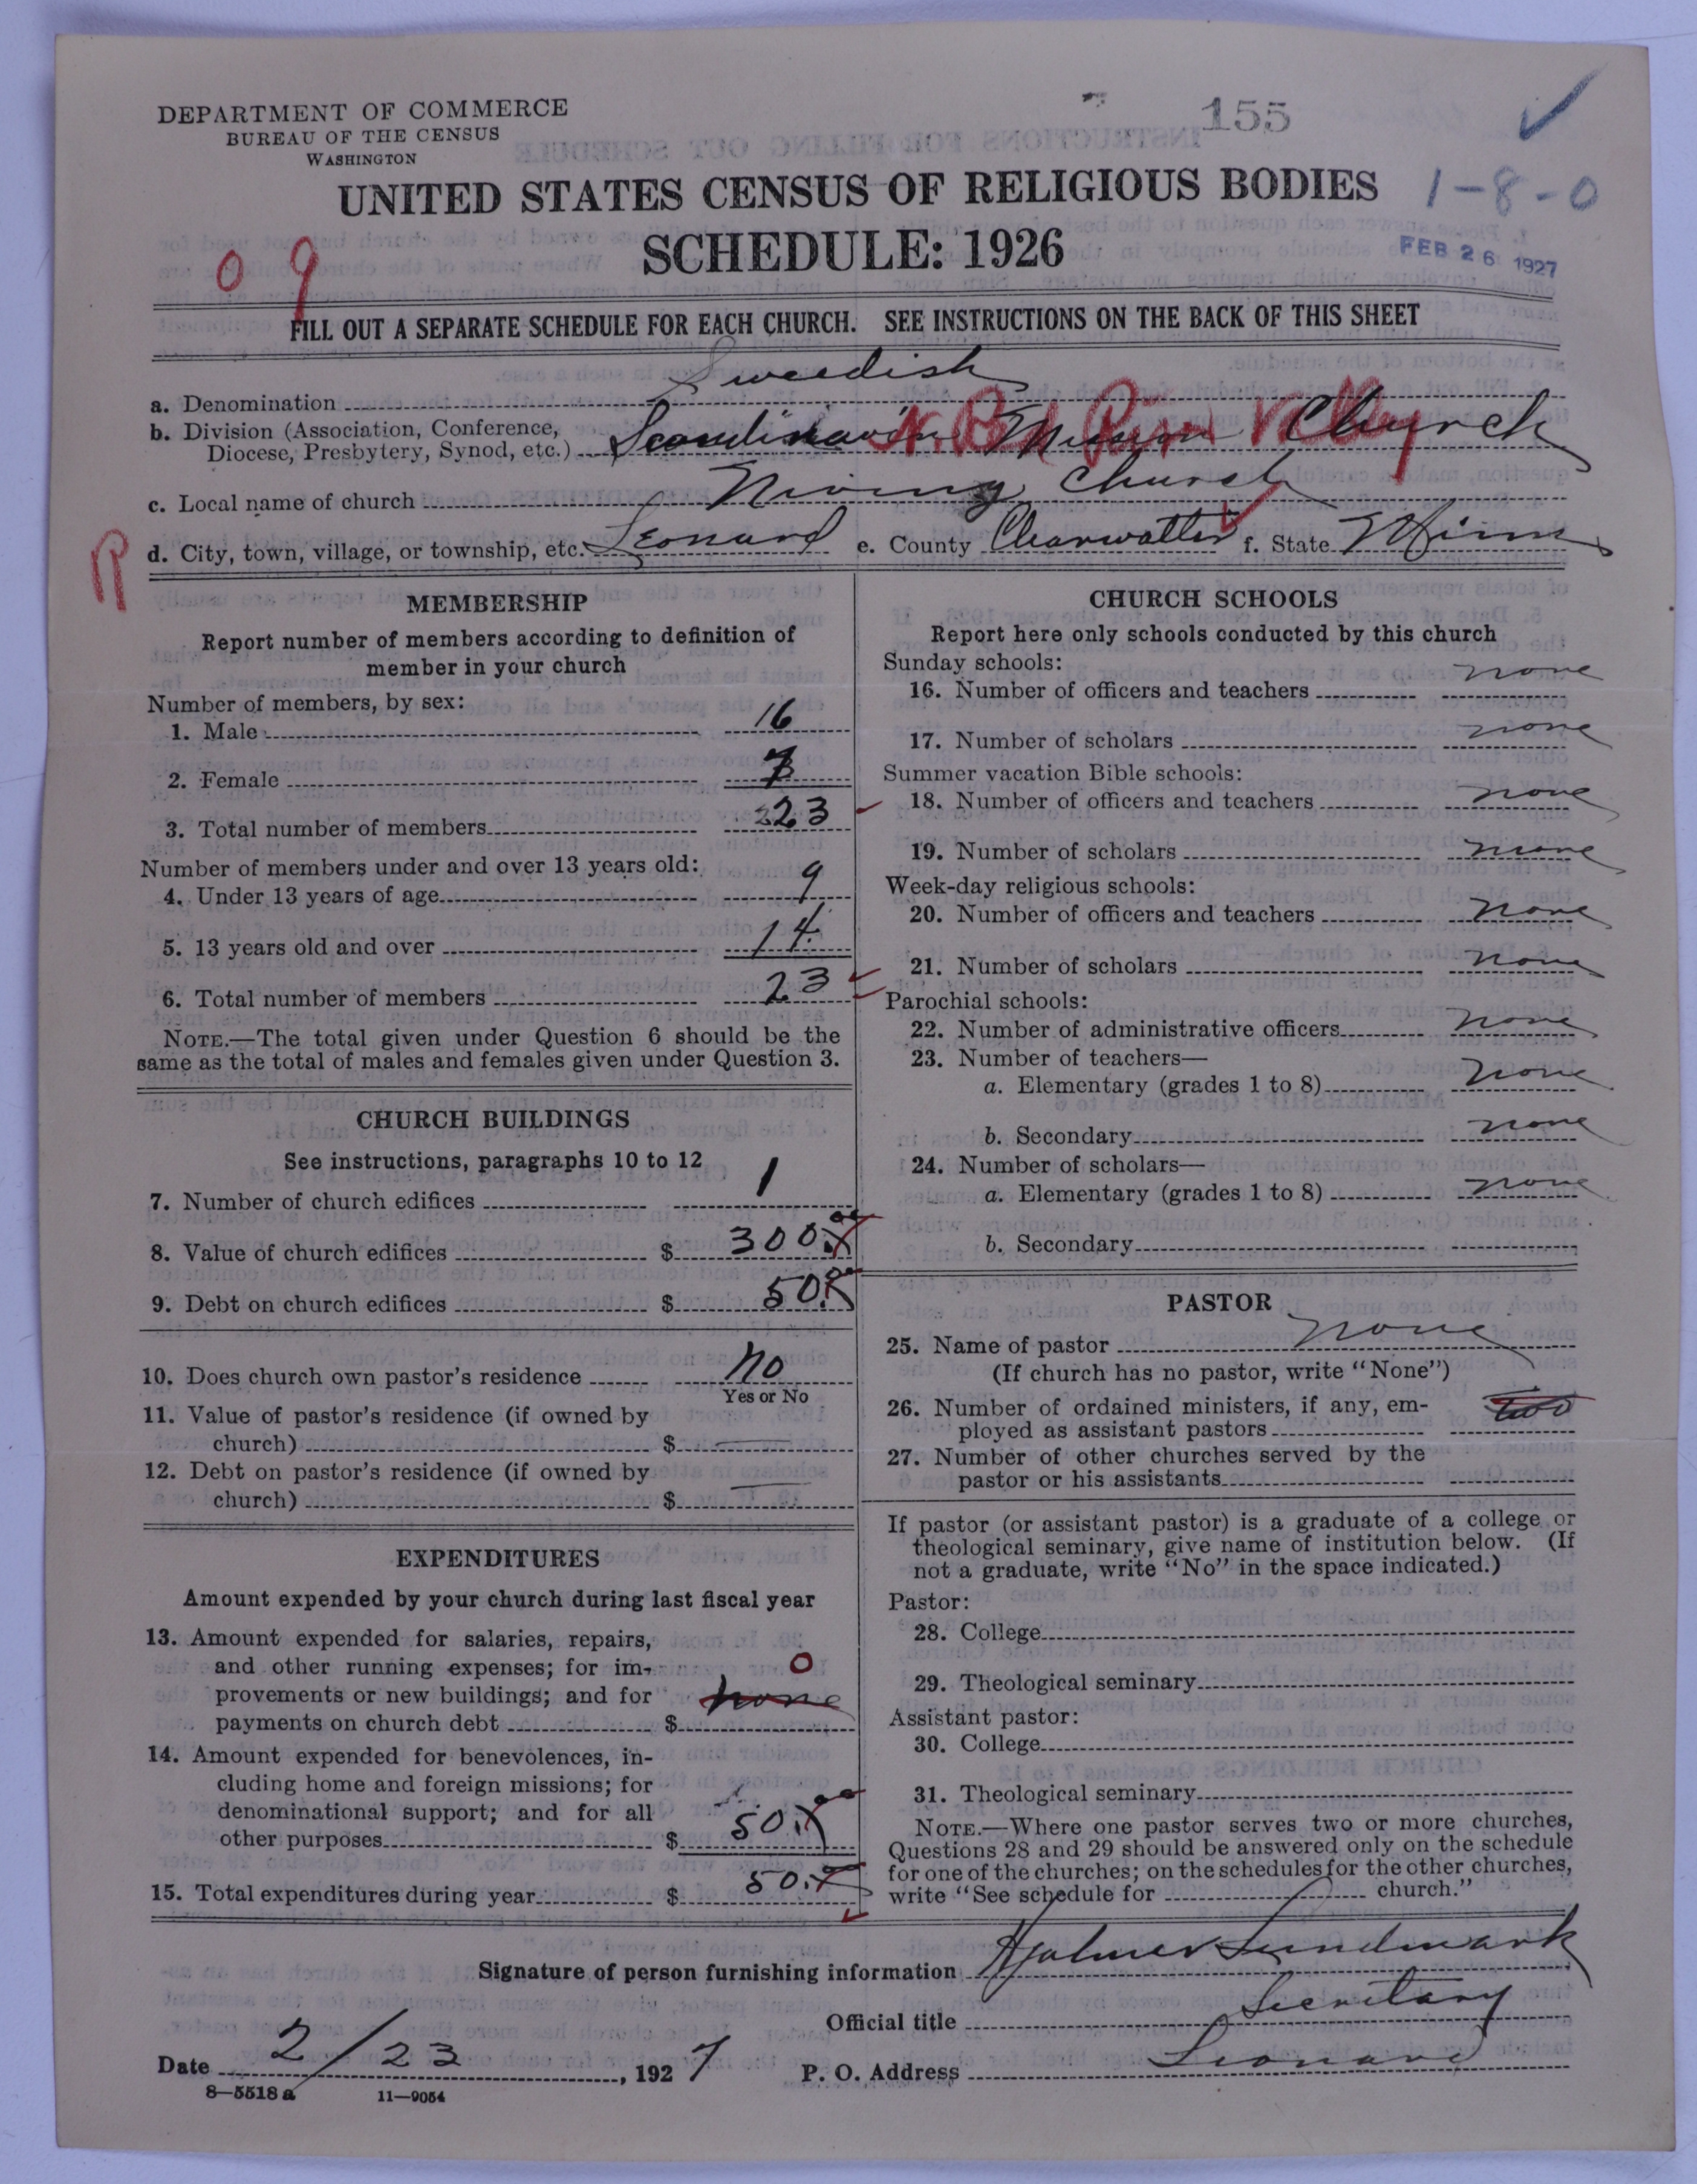 DEPARTMENT OF COMMERCE
BUREAU OF THE CENSUS
WASHINGTON
155
UNITED STATES CENSUS OF RELIGIOUS BODIES
1-8-0
SCHEDULE: 1926
FEB 26 1927
0 9
FILL OUT A SEPARATE SCHEDULE FOR EACH CHURCH. SEE INSTRUCTIONS ON THE BACK OF THIS SHEET
a. Denomination Swedish
b. Division (Association, Conference,
Diocese, Presbytery, Synod, etc.) Scandinavian Mission Church
N. Red River Valley
c. Local name of church Church
d. City, town, village, or township, etc. Leonard e. County Clearwatter f. State Minn
R
MEMBERSHIP
Report number of members according to definition of
member in your church
Number of members, by sex:
1. Male 16
2. Female 7
3. Total number of members 23
Number of members under and over 13 years old:
4. Under 13 years of age 9
5. 13 years old and over 14
6. Total number of members 23
NOTE.—The total given under Question 6 should be the
same as the total of males and females given under Question 3.
CHURCH BUILDINGS
See instructions, paragraphs 10 to 12
7. Number of church edifices 1
8. Value of church edifices $ 300.00
9. Debt on church edifices $ 50.00
10. Does church own pastor's residence no
Yes or No
11. Value of pastor's residence (if owned by
church) $ —
12. Debt on pastor's residence (if owned by
church) $ —
EXPENDITURES
Amount expended by your church during last fiscal year
13. Amount expended for salaries, repairs,
and other running expenses; for im-
0
provements or new buildings; and for none
payments on church debt $
14. Amount expended for benevolences, in-
cluding home and foreign missions; for
denominational support; and for all
other purposes $ 50.00
15. Total expenditures during year $ 50.
CHURCH SCHOOLS
Report here only schools conducted by this church
Sunday schools:
16. Number of officers and teachers none
17. Number of scholars none
Summer vacation Bible schools:
18. Number of officers and teachers none
19. Number of scholars none
Week-day religious schools:
20. Number of officers and teachers none
21. Number of scholars none
Parochial schools:
22. Number of administrative officers none
23. Number of teachers—
a. Elementary (grades 1 to 8) none
b. Secondary none
24. Number of scholars—
a. Elementary (grades 1 to 8) none
b. Secondary
PASTOR
25. Name of pastor none
(If church has no pastor, write "None")
26. Number of ordained ministers, if any, em-
ployed as assistant pastors two
27. Number of other churches served by the
pastor or his assistants
If pastor (or assistant pastor) is a graduate of a college or
theological seminary, give name of institution below. (If
not a graduate, write "No" in the space indicated.)
Pastor:
28. College
29. Theological seminary
Assistant pastor:
30. College
31. Theological seminary
NOTE.—Where one pastor serves two or more churches,
Questions 28 and 29 should be answered only on the schedule
for one of the churches; on the schedules for the other churches,
write "See schedule for church."
Signature of person furnishing information Hjalmer Lundmark
Official title Secretary
Date 2/23, 1927 P. O. Address Leonard
8—5518 a 11—9054